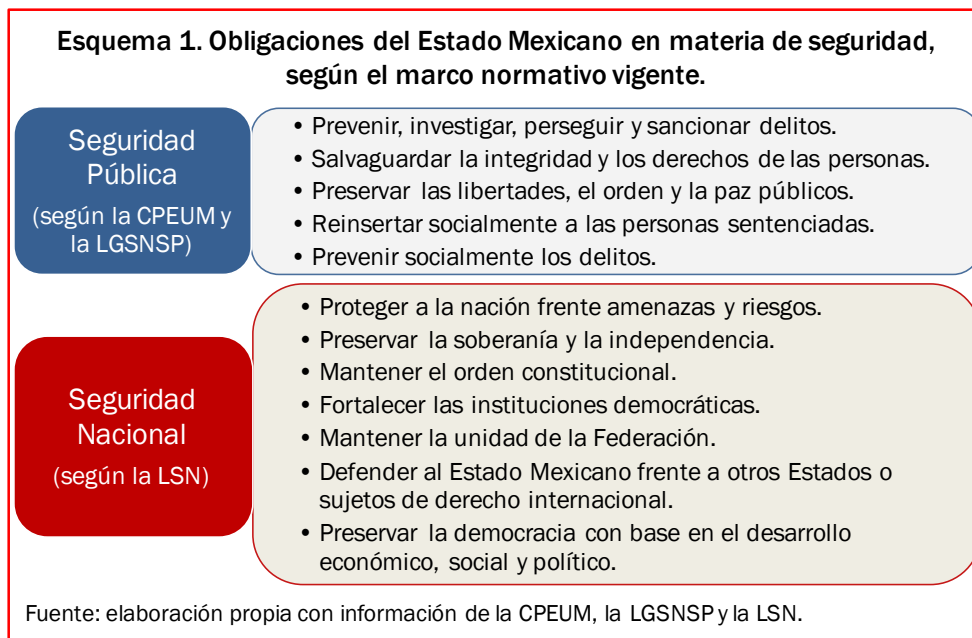 Esquema 1. Obligaciones del Estado Mexicano en materia de seguridad,
según el marco normativo vigente.
Seguridad
Pública
(según la CPEUM y
la LGSNSP)
• Prevenir, investigar, perseguir y sancionar delitos.
• Salvaguardar la integridad y los derechos de las personas.
• Preservar las libertades, el orden y la paz públicos.
• Reinsertar socialmente a las personas sentenciadas.
• Prevenir socialmente los delitos.
Seguridad
Nacional
(según la LSN)
• Proteger a la nación frente amenazas y riesgos.
• Preservar la soberanía y la independencia.
• Mantener el orden constitucional.
• Fortalecer las instituciones democráticas.
• Mantener la unidad de la Federación.
• Defender al Estado Mexicano frente a otros Estados o
sujetos de derecho internacional.
• Preservar la democracia con base en el desarrollo
económico, social y político.
Fuente: elaboración propia con información de la CPEUM, la LGSNSP y la LSN.